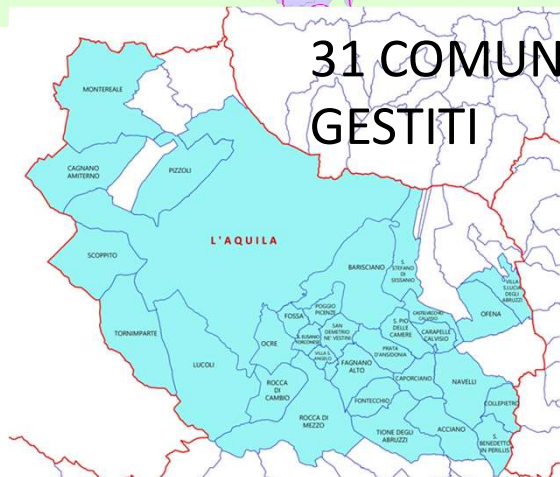 31 COMUN
GESTITI
MONTEREALE
CAGNANO
AMITERNO
PIZZOLI
L'AQUILA
SCOPPITO
BARISCIANO
S.
STEFANO
DI
SESSANIO
VILLA
S.LUCIA
DEGLI
ABRUZZI
OFENA
TORNIMPARTE
FOSSA
POGGIO
PICENZE
S. PIO
DELLE
CAMERE
CASTELVECCHIO
CALVISIO
CARAPELLE
CALVISIO
OCRE
S. EUSANIO
FORCONESE
SAN
DEMETRIO
NE' VESTINI
VILLA S.
ANGELO
PRATA
D'ANSIDONIA
LUCOLI
FAGNANO
ALTO
CAPORCIANO
NAVELLI
ROCCA
DI
CAMBIO
FONTECCHIO
COLLEPIETRO
ROCCA DI
MEZZO
TIONE DEGLI
ABRUZZI
ACCIANO
S.
BENEDETTO
IN PERILLIS